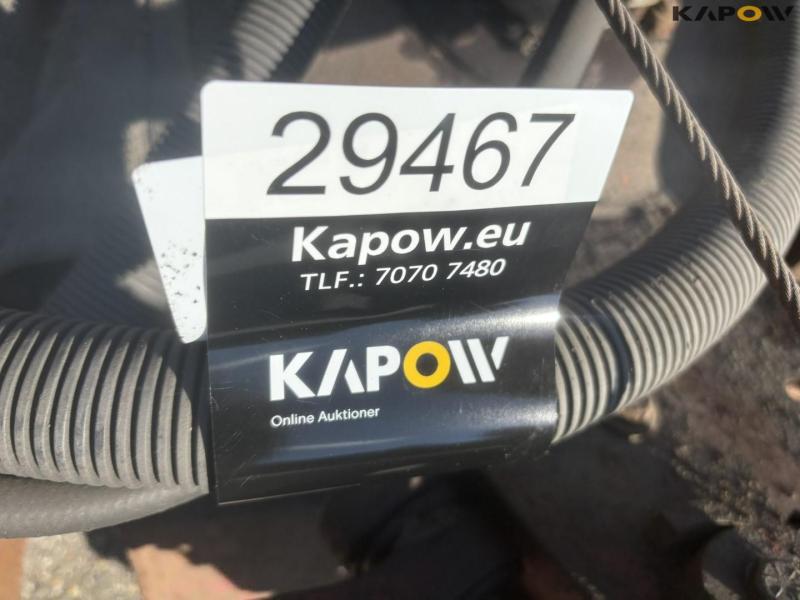 KAPOW
29467
Kapow.eu
TLF.: 7070 7480
KAPOW
Online Auktioner